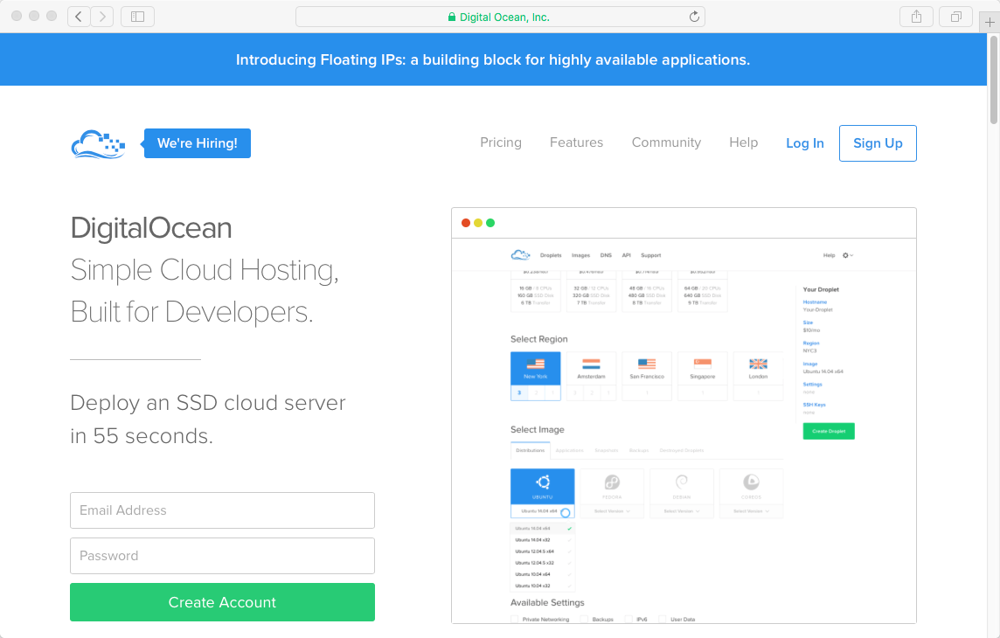 Digital Ocean, Inc.
Introducing Floating IPs: a building block for highly available applications.
We're Hiring!
Pricing Features Community Help Log In Sign Up
DigitalOcean
Simple Cloud Hosting,
Built for Developers.
Deploy an SSD cloud server
in 55 seconds.
Email Address
Password
Create Account
Droplets Images DNS API Support Help
16 GB / 8 CPUs 32 GB / 12 CPUs 48 GB / 16 CPUs 64 GB / 20 CPUs
160 GB SSD Disk 320 GB SSD Disk 480 GB SSD Disk 640 GB SSD Disk
6 TB Transfer 7 TB Transfer 8 TB Transfer 9 TB Transfer
Select Region
New York Amsterdam San Francisco Singapore London
3 2 1 3 2 1 1 1 1
Select Image
Distributions Applications Snapshots Backups Destroyed Droplets
UBUNTU FEDORA DEBIAN COREOS
Ubuntu 14.04 x64 Select Version Select Version Select Version
Ubuntu 14.04 x64
Ubuntu 14.04 x32
Ubuntu 12.04.5 x64
Ubuntu 12.04.5 x32
Ubuntu 10.04 x64
Ubuntu 10.04 x32
Available Settings
Private Networking Backups IPv6 User Data
Your Droplet
Hostname
Your-Droplet
Size
$10/mo
Region
NYC3
Image
Ubuntu 14.04 x64
Settings
none
SSH Keys
none
Create Droplet